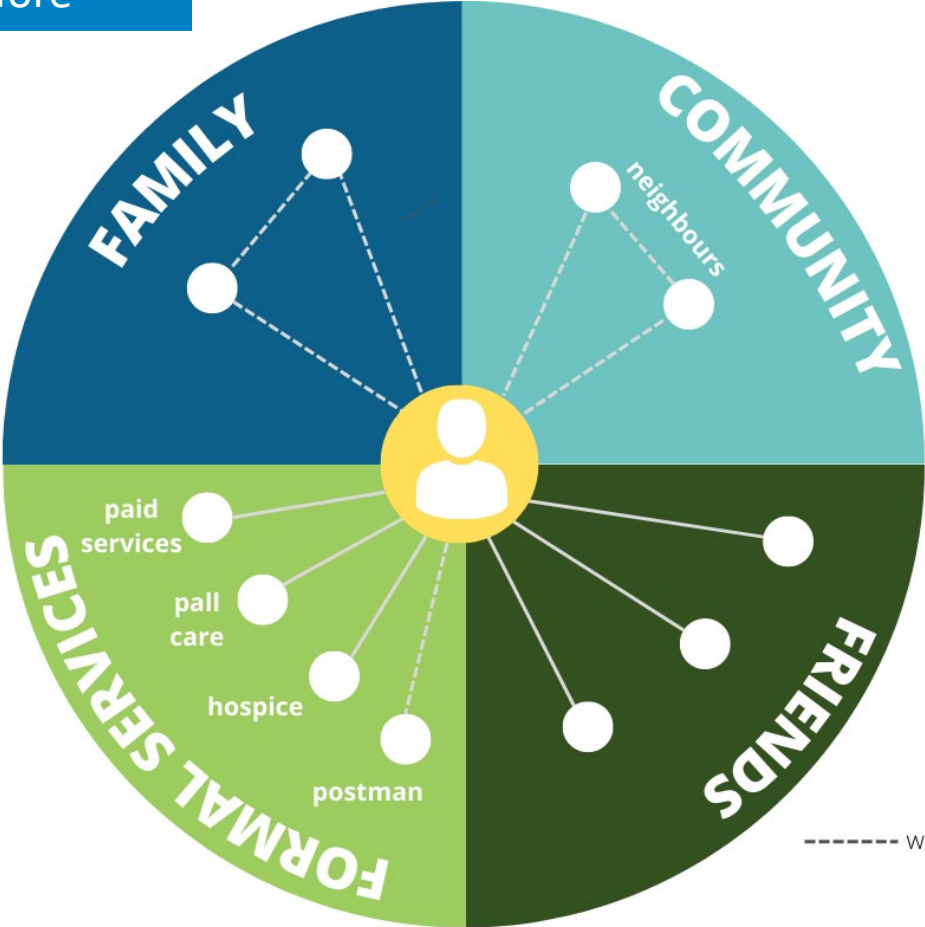 FAMILY
COMMUNITY
neighbours
paid
services
pall
care
hospice
postman
FORMAL SERVICES
FRIENDS